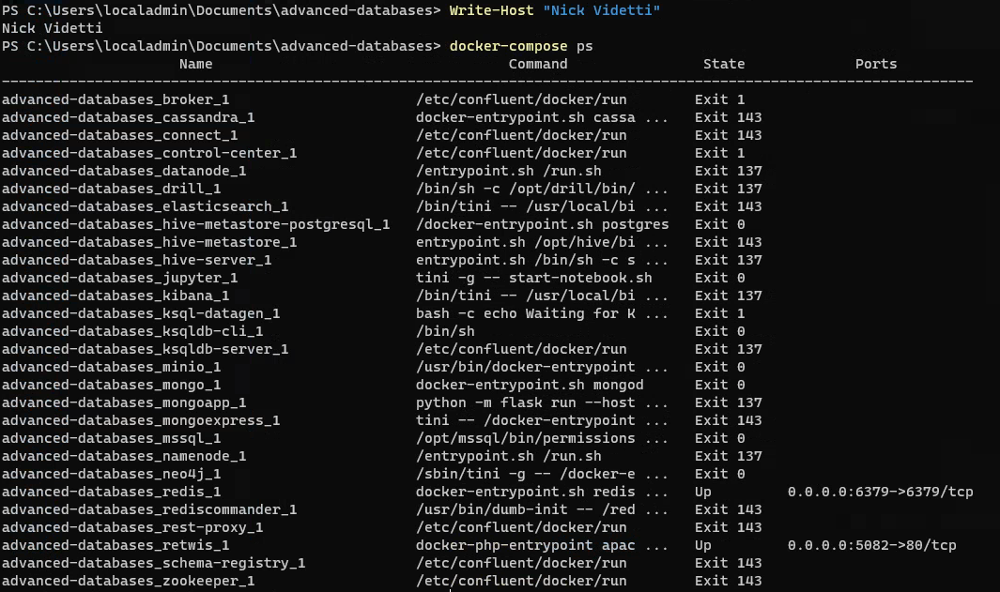 PS C:\Users\localadmin\Documents\advanced-databases> Write-Host "Nick Videtti"
Nick Videtti
PS C:\Users\localadmin\Documents\advanced-databases> docker-compose ps
Name Command State Ports
--------------------------------------------------------------------------------------------------------------------
advanced-databases_broker_1 /etc/confluent/docker/run Exit 1
advanced-databases_cassandra_1 docker-entrypoint.sh cassa ... Exit 143
advanced-databases_connect_1 /etc/confluent/docker/run Exit 143
advanced-databases_control-center_1 /etc/confluent/docker/run Exit 1
advanced-databases_datanode_1 /entrypoint.sh /run.sh Exit 137
advanced-databases_drill_1 /bin/sh -c /opt/drill/bin/ ... Exit 137
advanced-databases_elasticsearch_1 /bin/tini -- /usr/local/bi ... Exit 143
advanced-databases_hive-metastore-postgresql_1 /docker-entrypoint.sh postgres Exit 0
advanced-databases_hive-metastore_1 entrypoint.sh /opt/hive/bi ... Exit 143
advanced-databases_hive-server_1 entrypoint.sh /bin/sh -c s ... Exit 137
advanced-databases_jupyter_1 tini -g -- start-notebook.sh Exit 0
advanced-databases_kibana_1 /bin/tini -- /usr/local/bi ... Exit 137
advanced-databases_ksql-datagen_1 bash -c echo Waiting for K ... Exit 1
advanced-databases_ksqldb-cli_1 /bin/sh Exit 0
advanced-databases_ksqldb-server_1 /etc/confluent/docker/run Exit 137
advanced-databases_minio_1 /usr/bin/docker-entrypoint ... Exit 0
advanced-databases_mongo_1 docker-entrypoint.sh mongod Exit 0
advanced-databases_mongoapp_1 python -m flask run --host ... Exit 137
advanced-databases_mongoexpress_1 tini -- /docker-entrypoint ... Exit 143
advanced-databases_mssql_1 /opt/mssql/bin/permissions ... Exit 0
advanced-databases_namenode_1 /entrypoint.sh /run.sh Exit 137
advanced-databases_neo4j_1 /sbin/tini -g -- /docker-e ... Exit 0
advanced-databases_redis_1 docker-entrypoint.sh redis ... Up 0.0.0.0:6379->6379/tcp
advanced-databases_rediscommander_1 /usr/bin/dumb-init -- /red ... Exit 143
advanced-databases_rest-proxy_1 /etc/confluent/docker/run Exit 143
advanced-databases_retwis_1 docker-php-entrypoint apac ... Up 0.0.0.0:5082->80/tcp
advanced-databases_schema-registry_1 /etc/confluent/docker/run Exit 143
advanced-databases_zookeeper_1 /etc/confluent/docker/run Exit 143